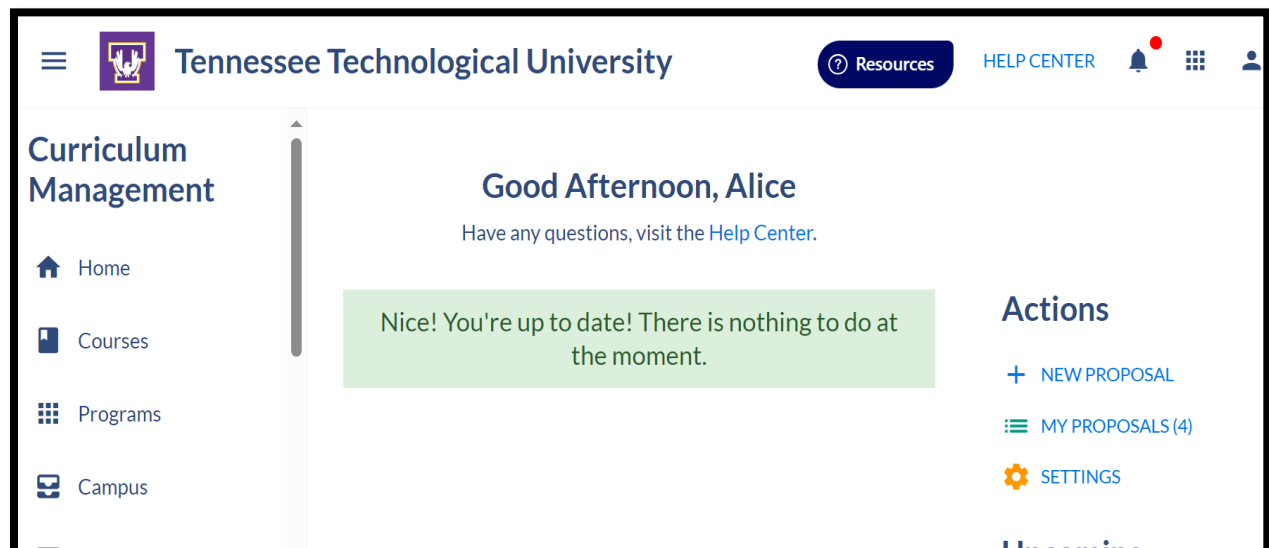 Tennessee Technological University
Resources
HELP CENTER
Curriculum
Management
Home
Courses
Programs
Campus
Good Afternoon, Alice
Have any questions, visit the Help Center.
Nice! You're up to date! There is nothing to do at
the moment.
Actions
NEW PROPOSAL
MY PROPOSALS (4)
SETTINGS